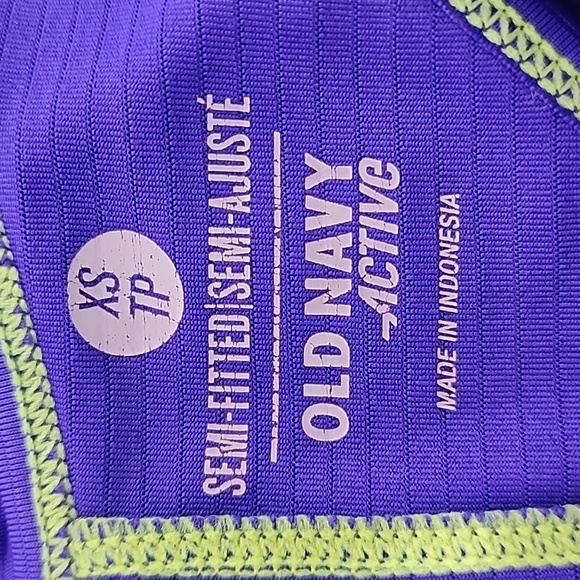 XS
TP
SEMI-FITTED|SEMI-AJUSTÉ
OLD NAVY
ACTIVE
MADE IN INDONESIA